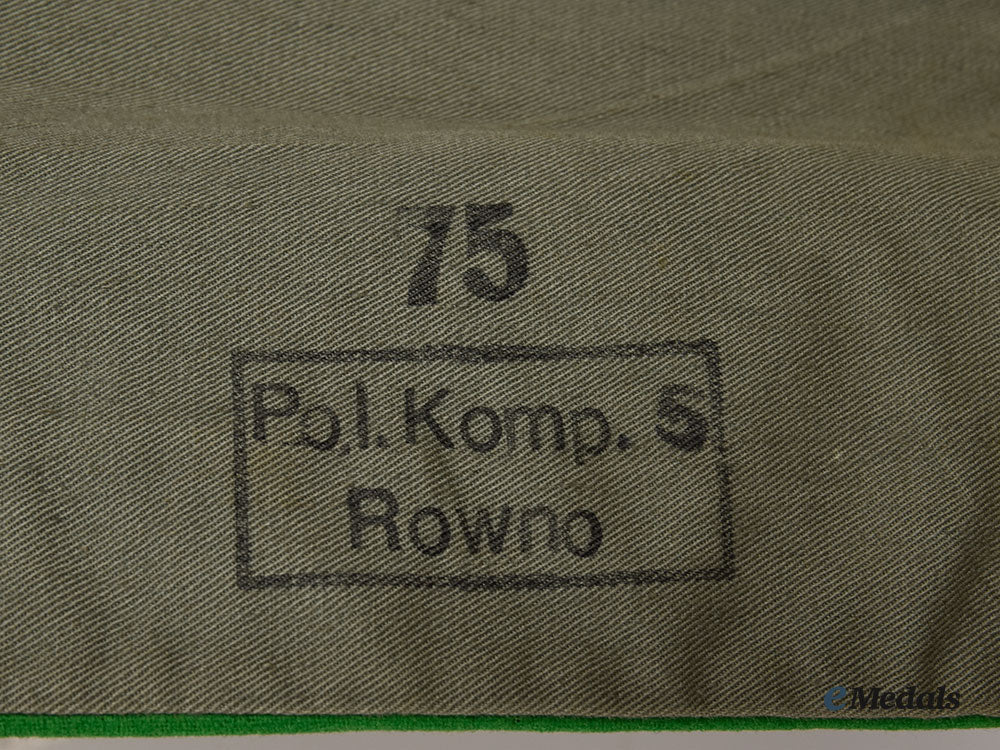 75
Pol. Komp. S.
Rowno
eMedals